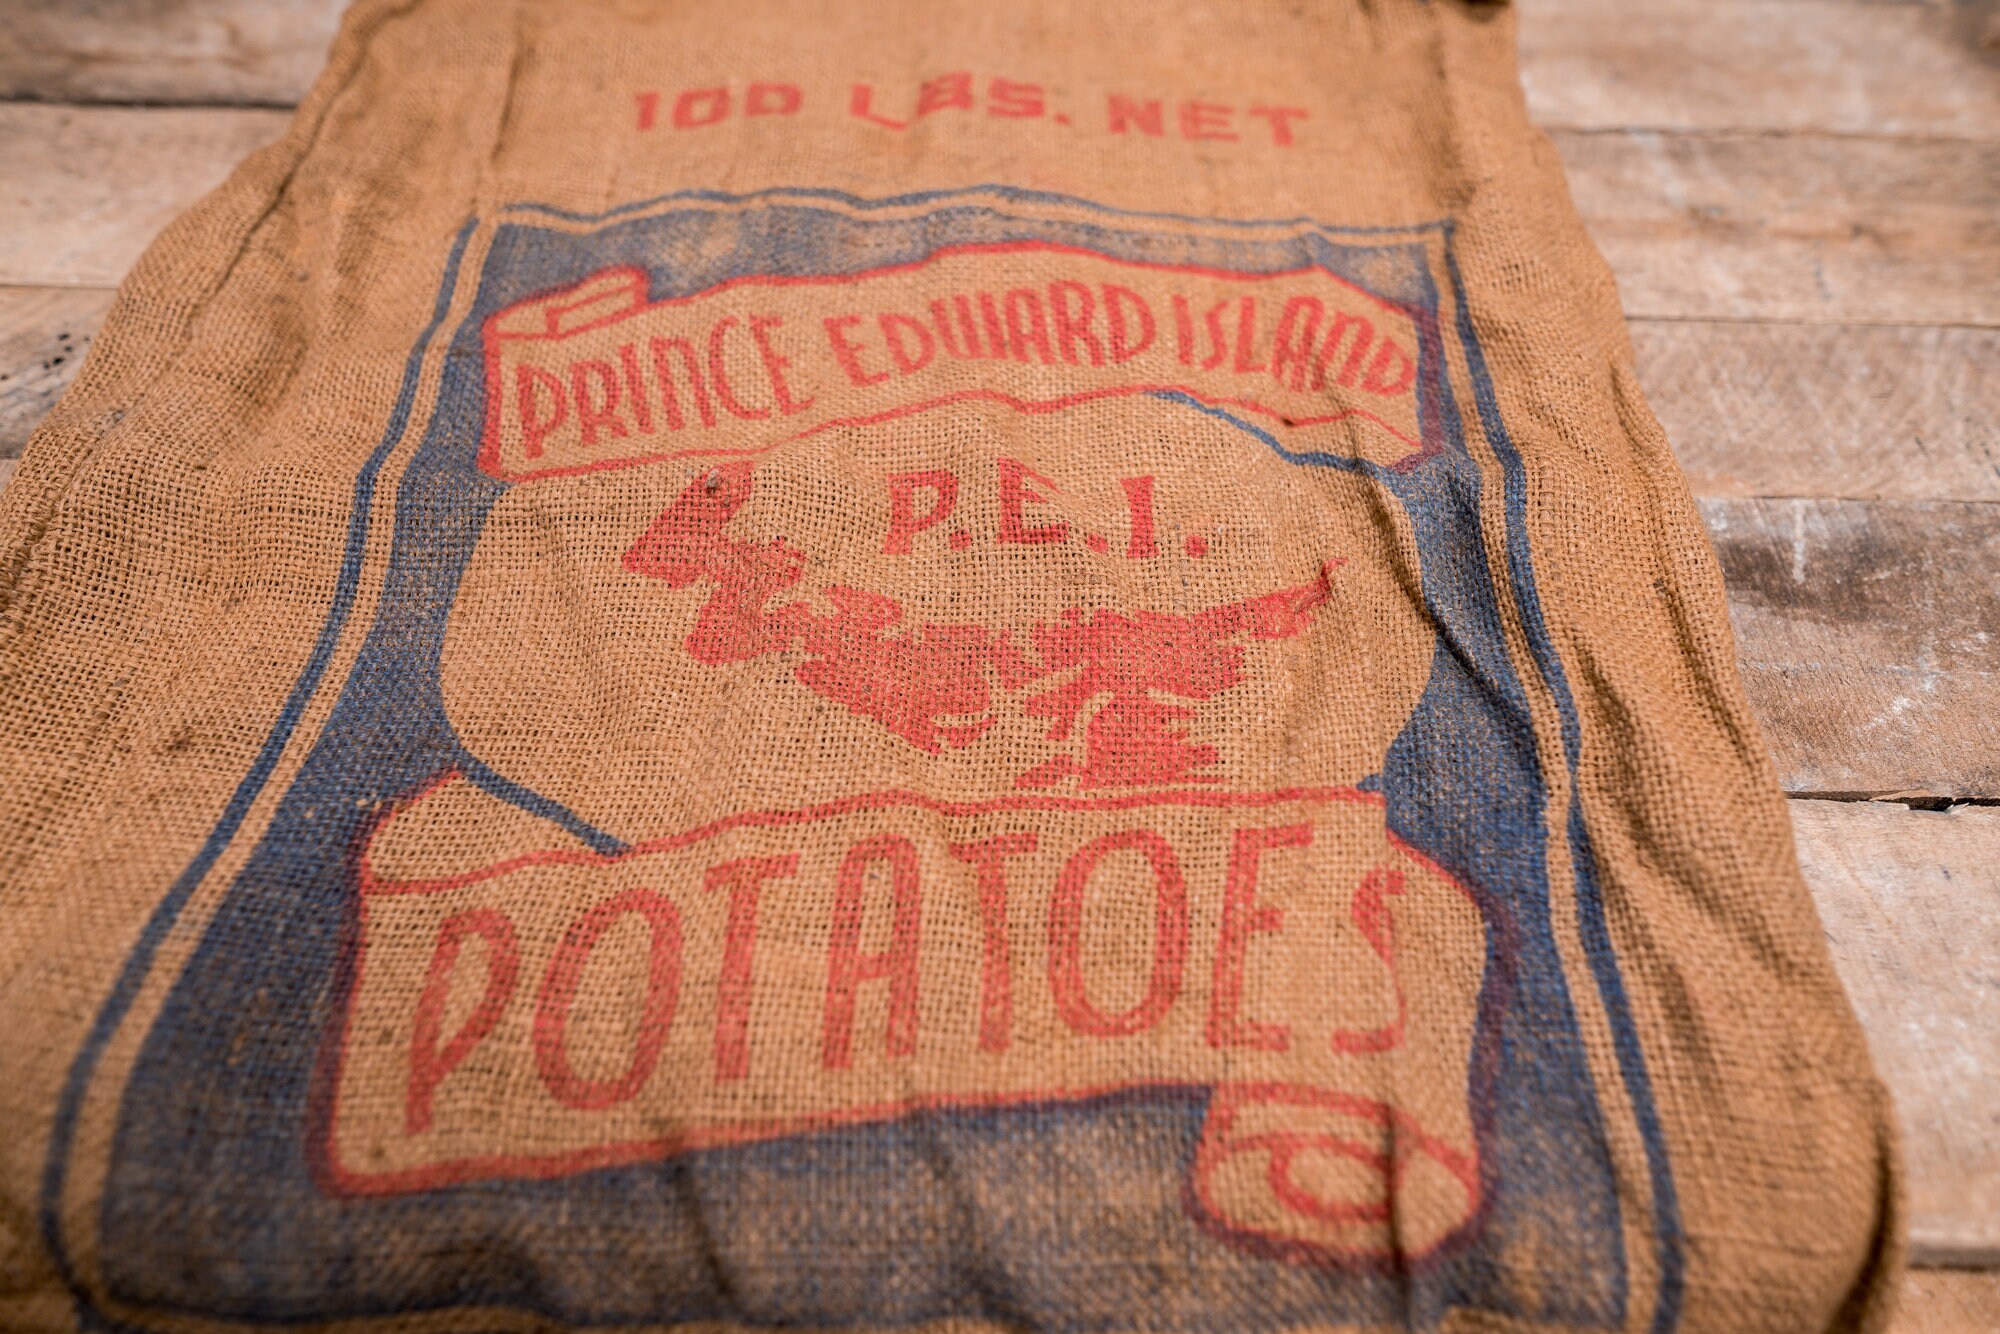 100 LBS. NET
PRINCE EDWARD ISLAND
P.E.I.
POTATOES